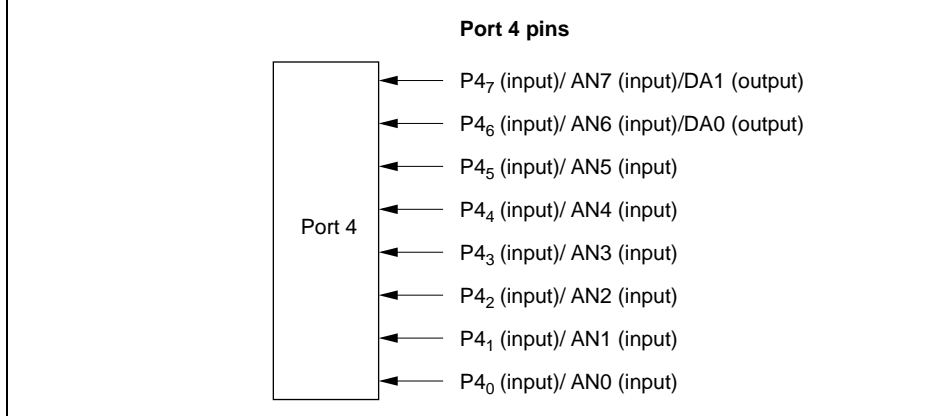 Port 4 pins
P4₇ (input)/ AN7 (input)/DA1 (output)
P4₆ (input)/ AN6 (input)/DA0 (output)
P4₅ (input)/ AN5 (input)
P4₄ (input)/ AN4 (input)
Port 4
P4₃ (input)/ AN3 (input)
P4₂ (input)/ AN2 (input)
P4₁ (input)/ AN1 (input)
P4₀ (input)/ AN0 (input)